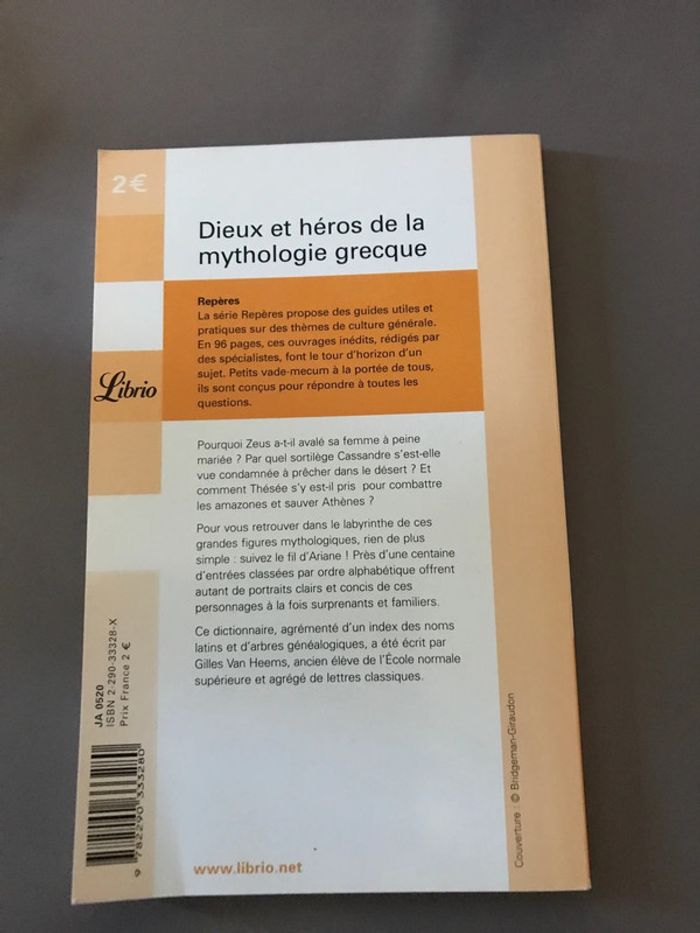 2€
Dieux et héros de la
mythologie grecque
Repères
La série Repères propose des guides utiles et
pratiques sur des thèmes de culture générale.
En 96 pages, ces ouvrages inédits, rédigés par
des spécialistes, font le tour d'horizon d'un
sujet. Petits vade-mecum à la portée de tous,
ils sont conçus pour répondre à toutes les
questions.
Librio
Pourquoi Zeus a-t-il avalé sa femme à peine
mariée ? Par quel sortilège Cassandre s'est-elle
vue condamnée à prêcher dans le désert ? Et
comment Thésée s'y est-il pris pour combattre
les amazones et sauver Athènes ?
Pour vous retrouver dans le labyrinthe de ces
grandes figures mythologiques, rien de plus
simple : suivez le fil d'Ariane ! Près d'une centaine
d'entrées classées par ordre alphabétique offrent
autant de portraits clairs et concis de ces
personnages à la fois surprenants et familiers.
Ce dictionnaire, agrémenté d'un index des noms
latins et d'arbres généalogiques, a été écrit par
Gilles Van Heems, ancien élève de l'École normale
supérieure et agrégé de lettres classiques.
JA 0520
ISBN 2-290-33328-X
Prix France 2 €
9 782290 333280
www.librio.net
Couverture : © Bridgeman-Giraudon